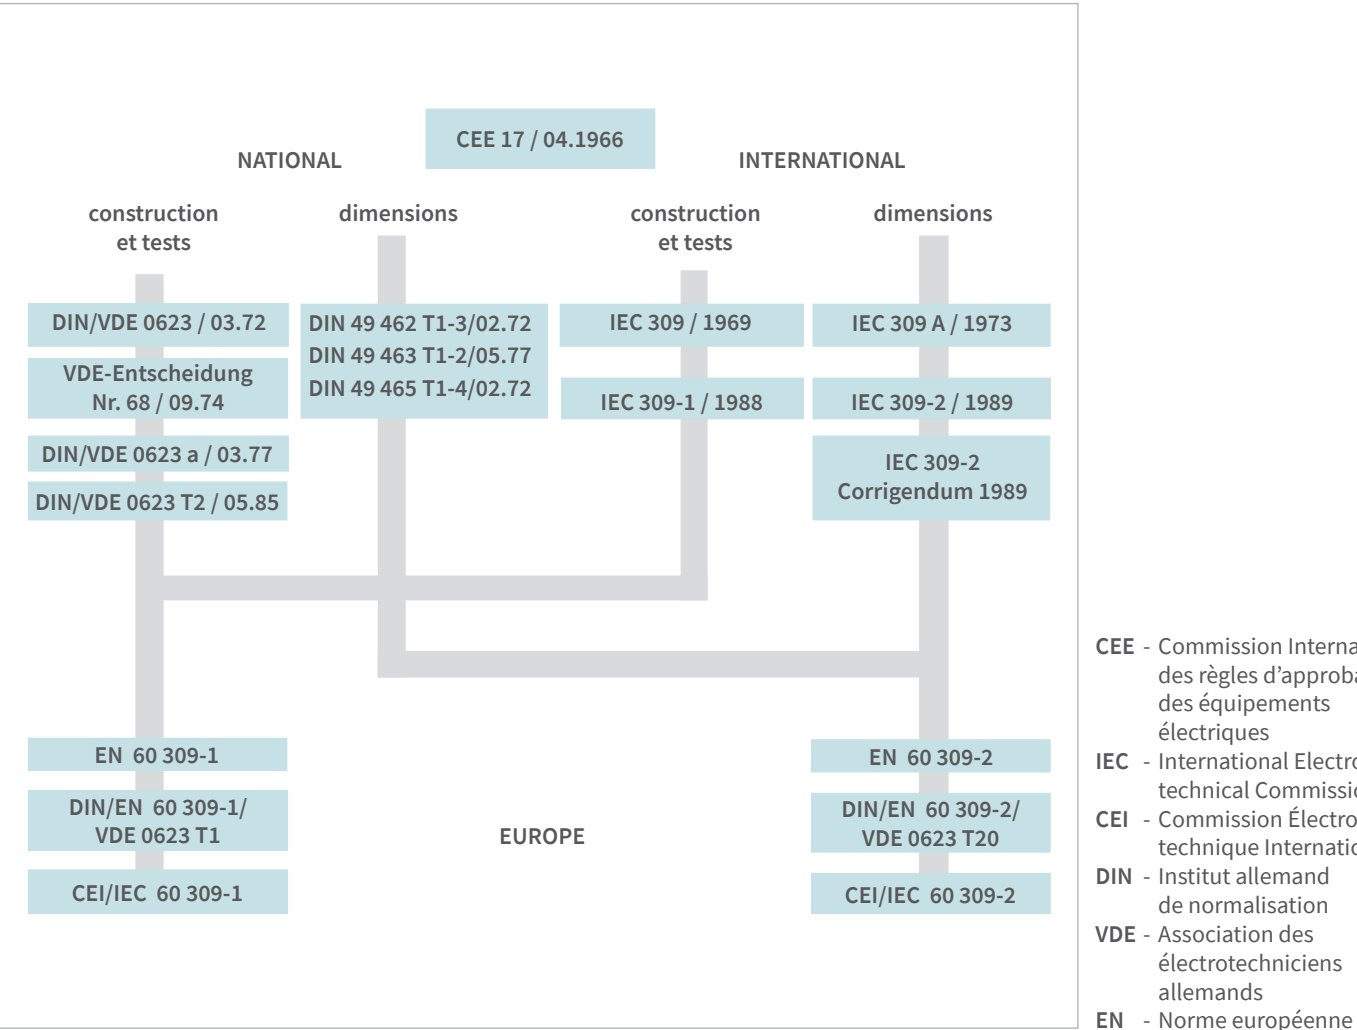 CEE 17 / 04.1966
NATIONAL
INTERNATIONAL
construction
et tests
dimensions
construction
et tests
dimensions
DIN/VDE 0623 / 03.72
VDE-Entscheidung
Nr. 68 / 09.74
DIN/VDE 0623 a / 03.77
DIN/VDE 0623 T2 / 05.85
DIN 49 462 T1-3/02.72
DIN 49 463 T1-2/05.77
DIN 49 465 T1-4/02.72
IEC 309 / 1969
IEC 309-1 / 1988
IEC 309 A / 1973
IEC 309-2 / 1989
IEC 309-2
Corrigendum 1989
EN 60 309-1
DIN/EN 60 309-1/
VDE 0623 T1
CEI/IEC 60 309-1
EUROPE
EN 60 309-2
DIN/EN 60 309-2/
VDE 0623 T20
CEI/IEC 60 309-2
CEE - Commission
des règles
des équipements
électriques
IEC - International
technical
CEI - Commission
technique
DIN - Institut allemand
de normalisation
VDE - Association des
électrotechniciens
allemands
EN - Norme européenne